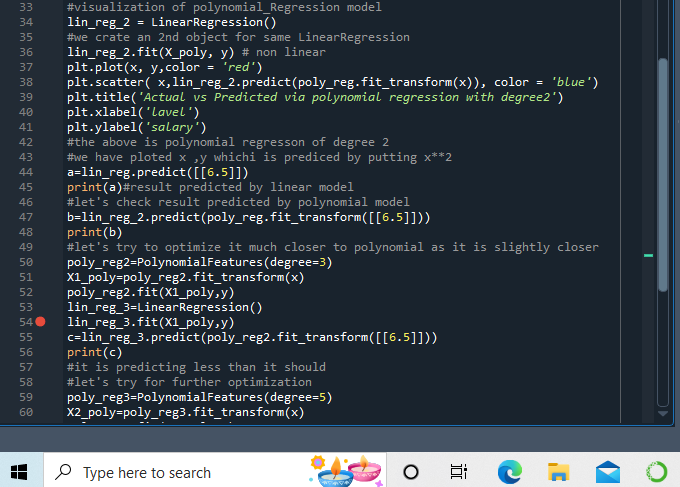 33 #visualization of polynomial_Regression model
34 lin_reg_2 = LinearRegression()
35 #we crate an 2nd object for same LinearRegression
36 lin_reg_2.fit(X_poly, y) # non linear
37 plt.plot(x, y,color = 'red')
38 plt.scatter( x,lin_reg_2.predict(poly_reg.fit_transform(x)), color = 'blue')
39 plt.title('Actual vs Predicted via polynomial regression with degree2')
40 plt.xlabel('lavel')
41 plt.ylabel('salary')
42 #the above is polynomial regresson of degree 2
43 #we have ploted x ,y whichi is prediced by putting x**2
44 a=lin_reg.predict([[6.5]])
45 print(a)#result predicted by linear model
46 #let's check result predicted by polynomial model
47 b=lin_reg_2.predict(poly_reg.fit_transform([[6.5]]))
48 print(b)
49 #let's try to optimize it much closer to polynomial as it is slightly closer
50 poly_reg2=PolynomialFeatures(degree=3)
51 X1_poly=poly_reg2.fit_transform(x)
52 poly_reg2.fit(X1_poly,y)
53 lin_reg_3=LinearRegression()
54 lin_reg_3.fit(X1_poly,y)
55 c=lin_reg_3.predict(poly_reg2.fit_transform([[6.5]]))
56 print(c)
57 #it is predicting less than it should
58 #let's try for further optimization
59 poly_reg3=PolynomialFeatures(degree=5)
60 X2_poly=poly_reg3.fit_transform(x)
Type here to search